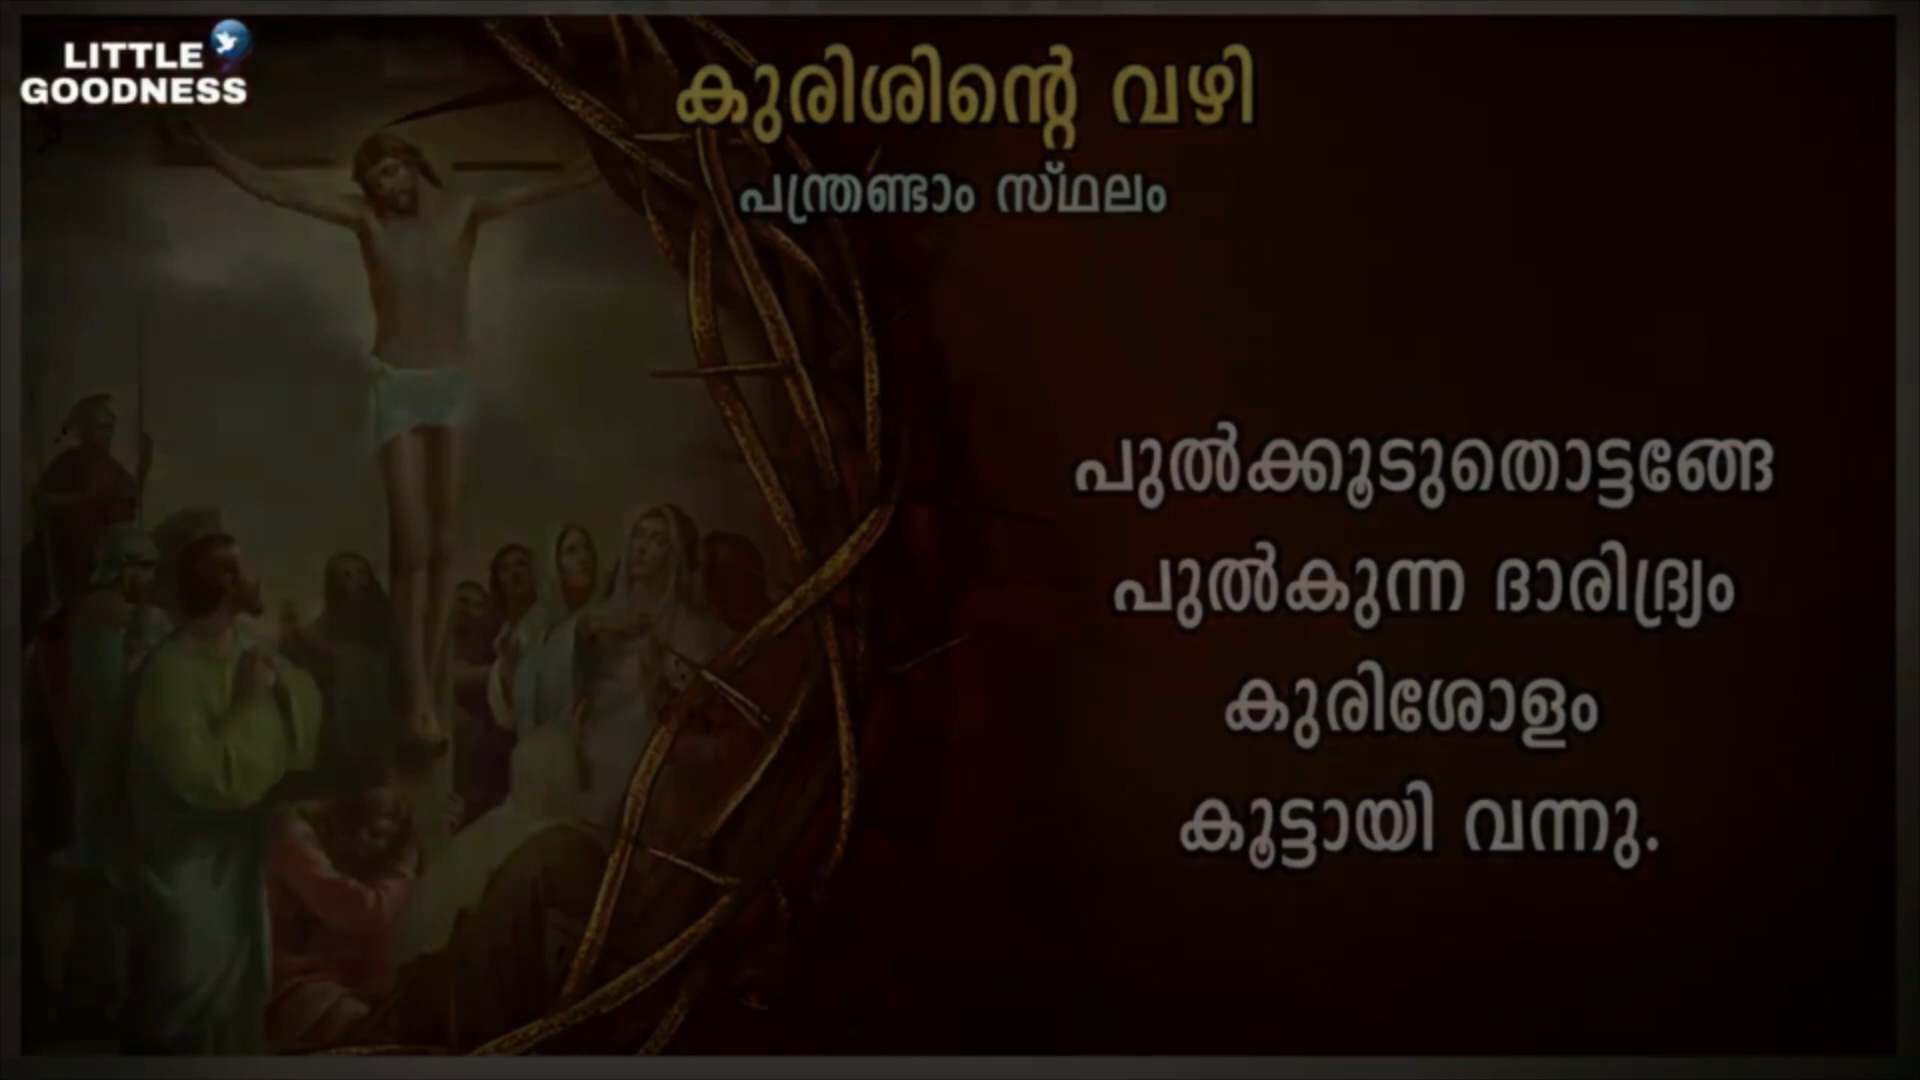 LITTLE
GOODNESS
കുരിശിന്റെ വഴി
പന്ത്രണ്ടാം സ്ഥലം
പുൽക്കൂടുതൊട്ടങ്ങേ
പുൽകുന്ന ദാരിദ്ര്യം
കുരിശോളം
കൂട്ടായി വന്നു.